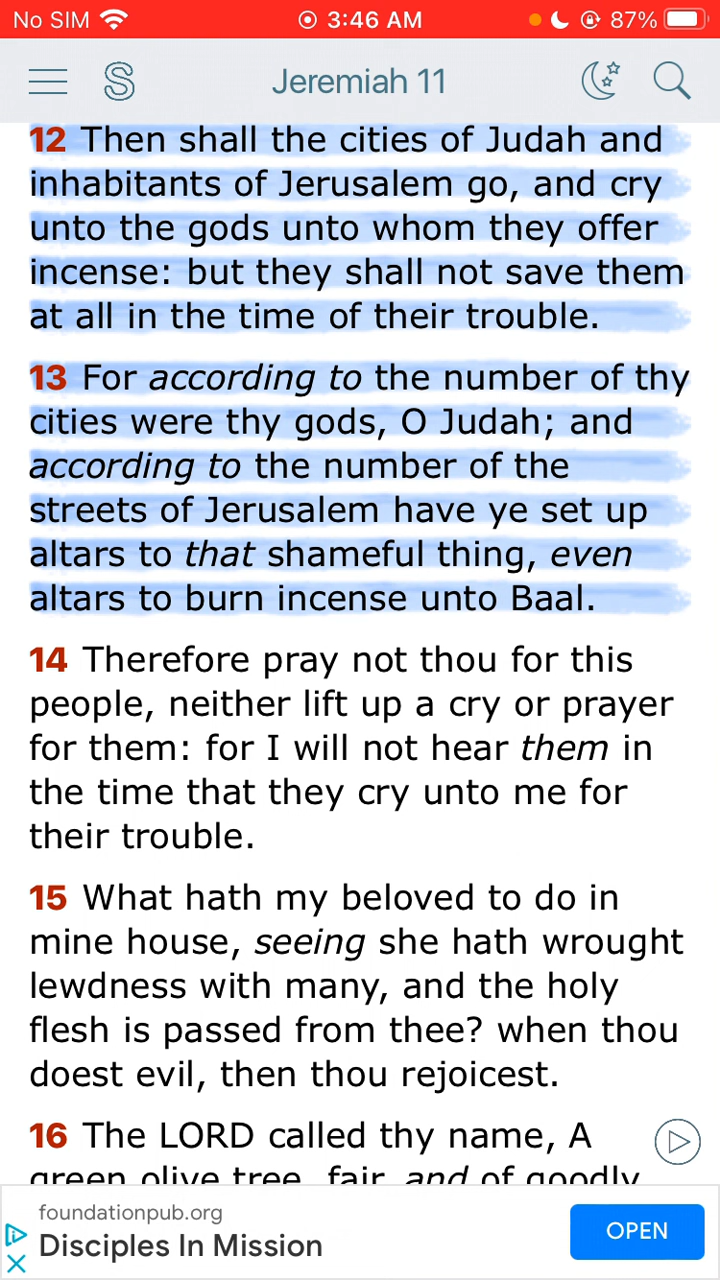 No SIM 3:46 AM 87%
S Jeremiah 11
12 Then shall the cities of Judah and
inhabitants of Jerusalem go, and cry
unto the gods unto whom they offer
incense: but they shall not save them
at all in the time of their trouble.
13 For according to the number of thy
cities were thy gods, O Judah; and
according to the number of the
streets of Jerusalem have ye set up
altars to that shameful thing, even
altars to burn incense unto Baal.
14 Therefore pray not thou for this
people, neither lift up a cry or prayer
for them: for I will not hear them in
the time that they cry unto me for
their trouble.
15 What hath my beloved to do in
mine house, seeing she hath wrought
lewdness with many, and the holy
flesh is passed from thee? when thou
doest evil, then thou rejoicest.
16 The LORD called thy name, A
green olive tree, fair, and of goodly
foundationpub.org
Disciples In Mission
OPEN